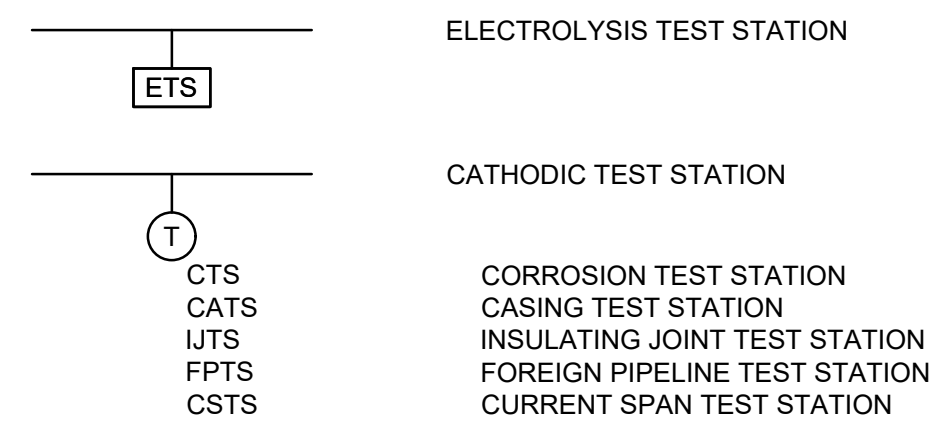 ELECTROLYSIS TEST STATION
ETS
CATHODIC TEST STATION
T
CTS CORROSION TEST STATION
CATS CASING TEST STATION
IJTS INSULATING JOINT TEST STATION
FPTS FOREIGN PIPELINE TEST STATION
CSTS CURRENT SPAN TEST STATION